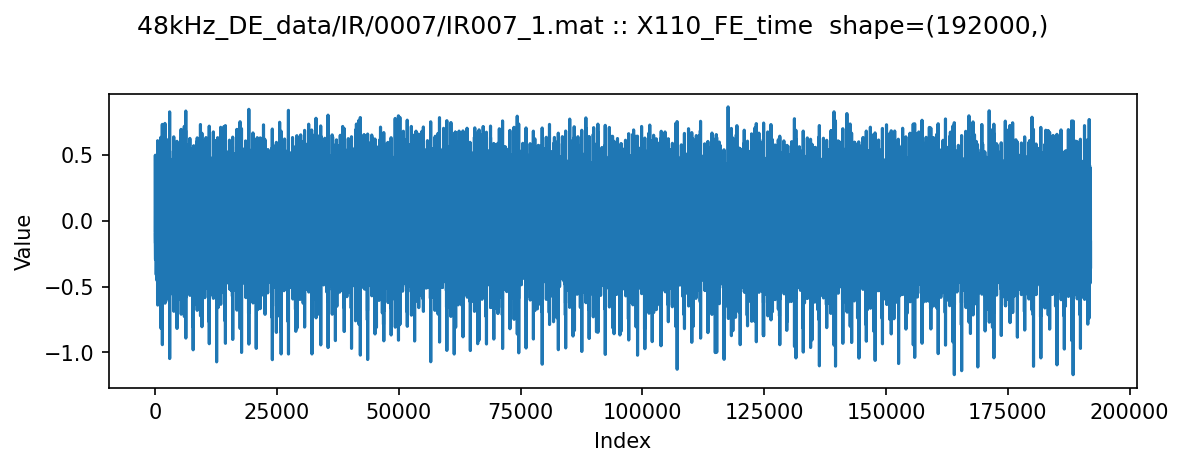 48kHz_DE_data/IR/0007/IR007_1.mat :: X110_FE_time  shape=(192000,)
0.5
0.0
−0.5
−1.0
Value
0 25000 50000 75000 100000 125000 150000 175000 200000
Index